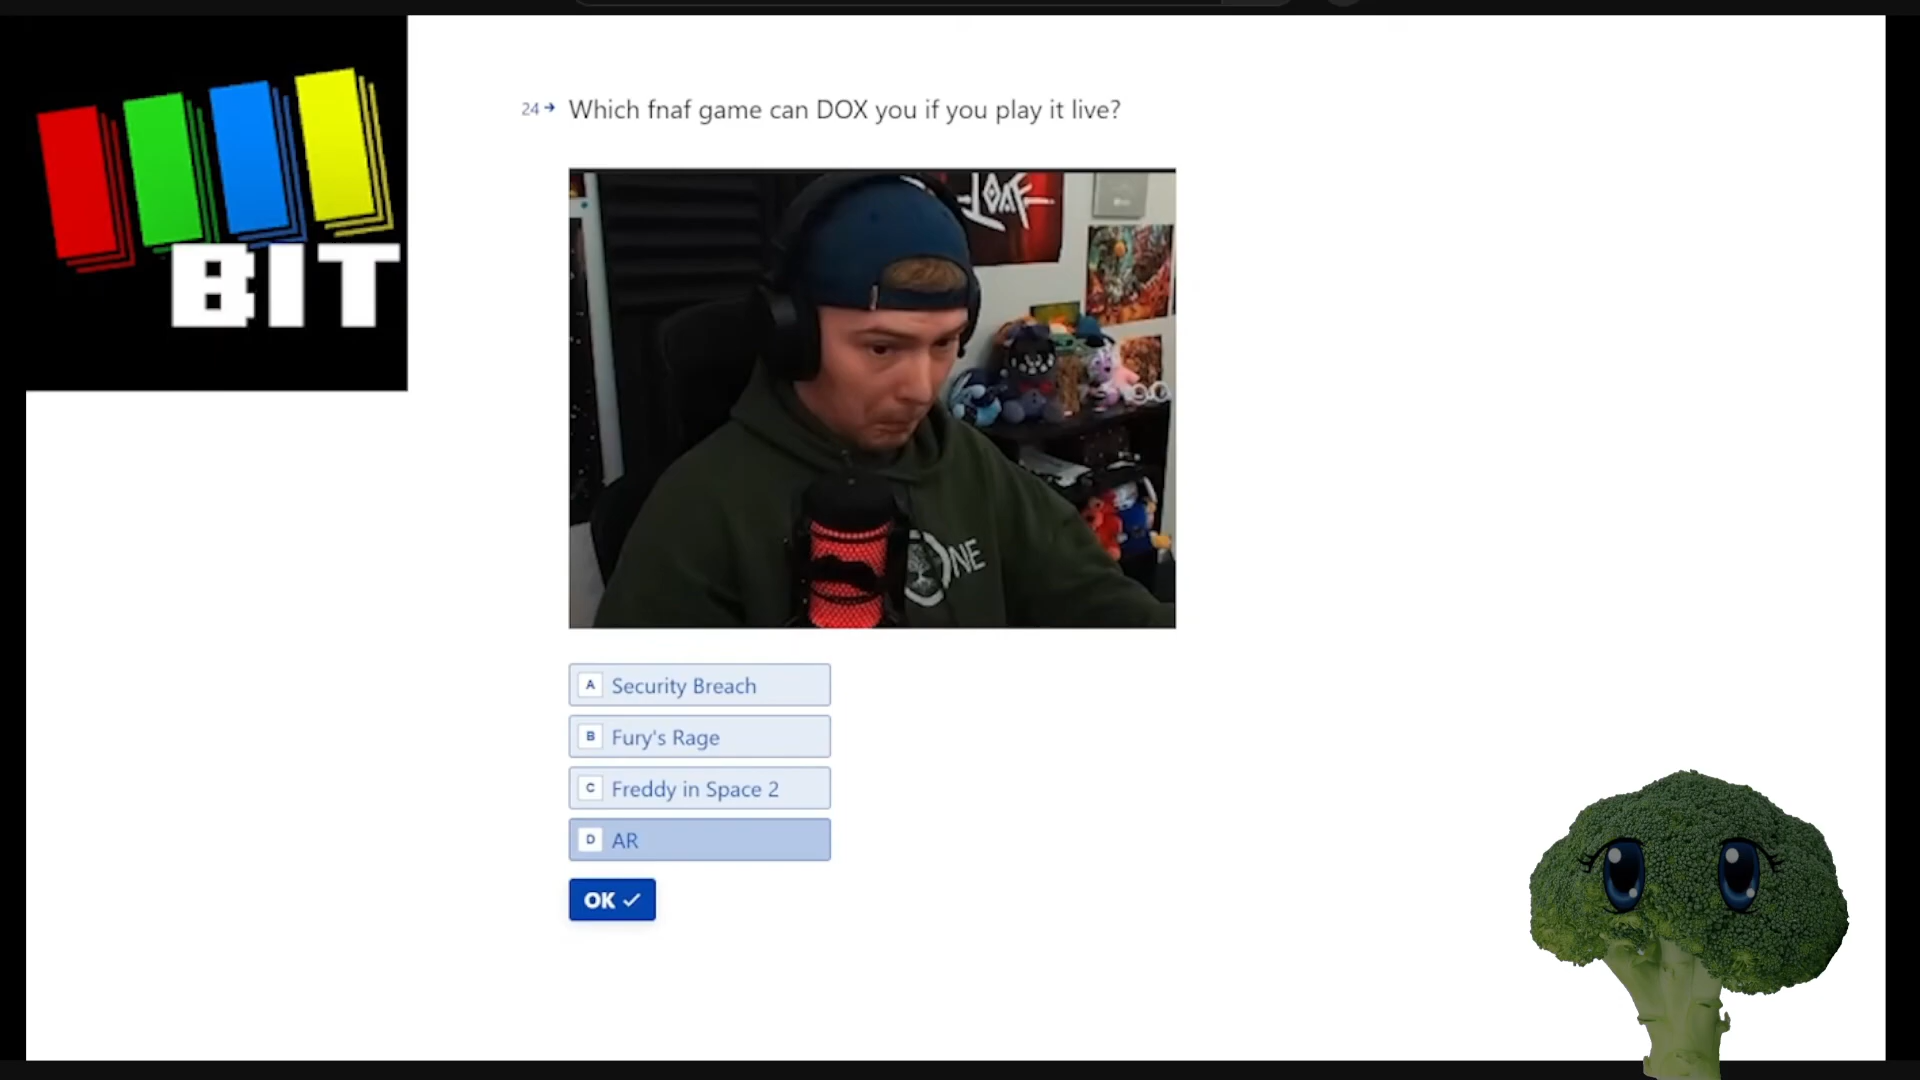 BIT
24 Which fnaf game can DOX you if you play it live?
NE
A Security Breach
B Fury's Rage
C Freddy in Space 2
D AR
OK